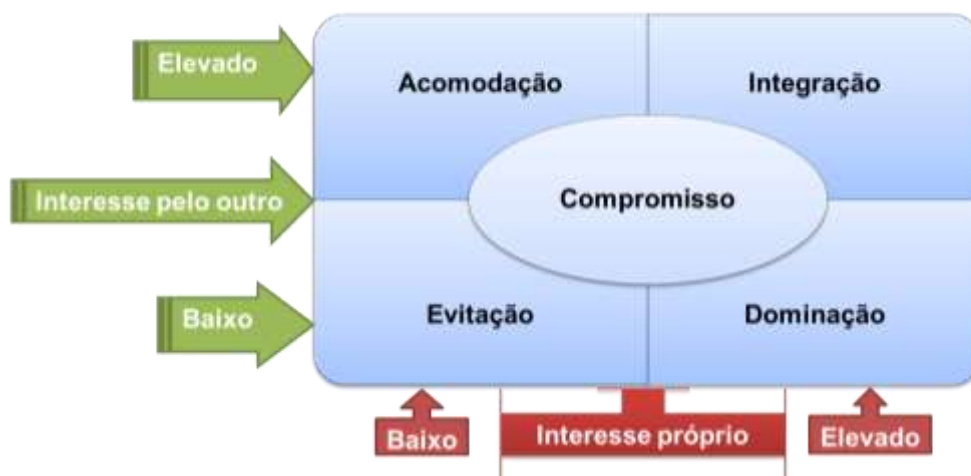 Elevado
Acomodação
Integração
Interesse pelo outro
Compromisso
Baixo
Evitação
Dominação
Baixo
Interesse próprio
Elevado